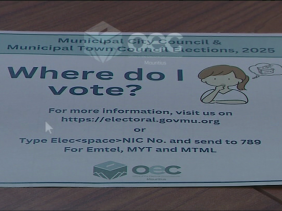 Municipal City Council &
Municipal Town Council Elections, 2025
oec
Where do I
vote?
For more information, visit us on
https://electoral.govmu.org
or
Type Elec<space>NIC No. and send to 789
For Emtel, MYT and MTML
oec